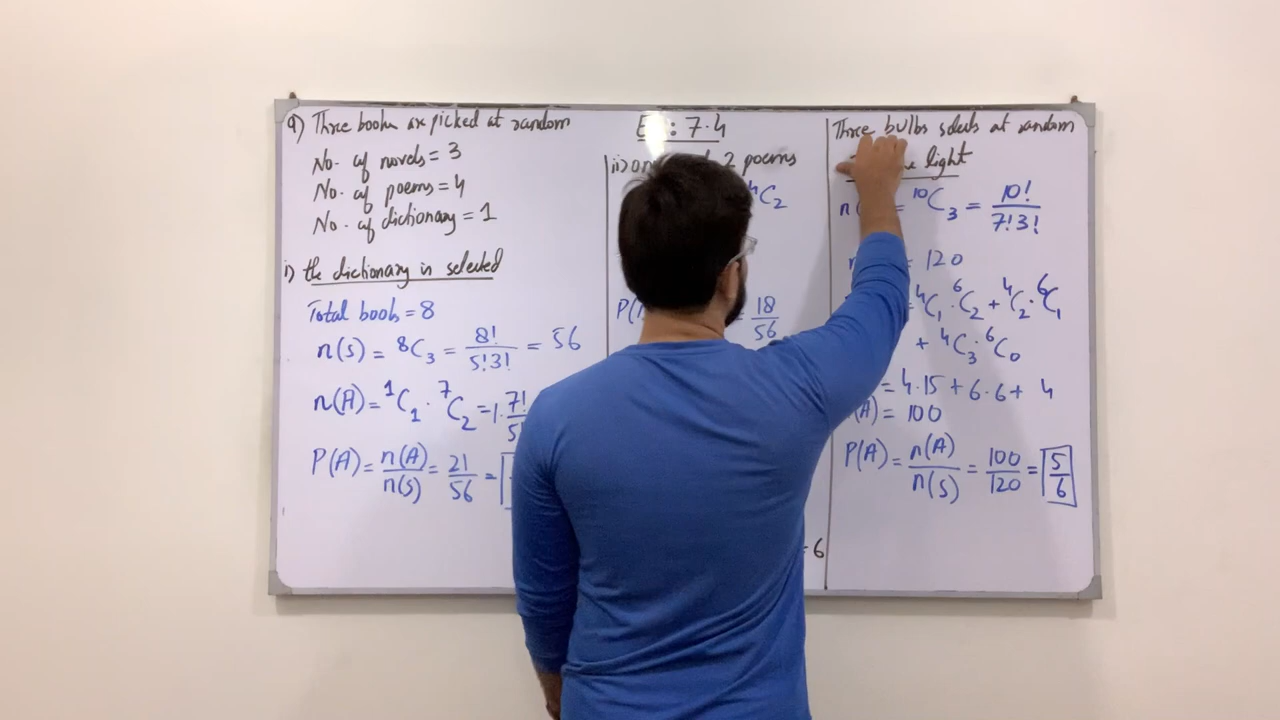 9) Three books are picked at random
No. of novels = 3
No. of poems = 4
No. of dictionary = 1
i) the dictionary is selected
Total books = 8
n(s) = ⁸C₃ = 8!/5!3! = 56
n(A) = ¹C₁ · ⁷C₂ = 1· 7!/5
P(A) = n(A)/n(s) = 21/56 =
: 7.4
ii) 2 poems
⁴C₂
P( = 18/56
= 6
Three bulbs selects at random
light
n( = ¹⁰C₃ = 10!/7!3!
= 120
= ⁴C₁ · ⁶C₂ + ⁴C₂ · ⁶C₁
+ ⁴C₃ · ⁶C₀
= 4·15 + 6·6 + 4
(A) = 100
P(A) = n(A)/n(s) = 100/120 = 5/6